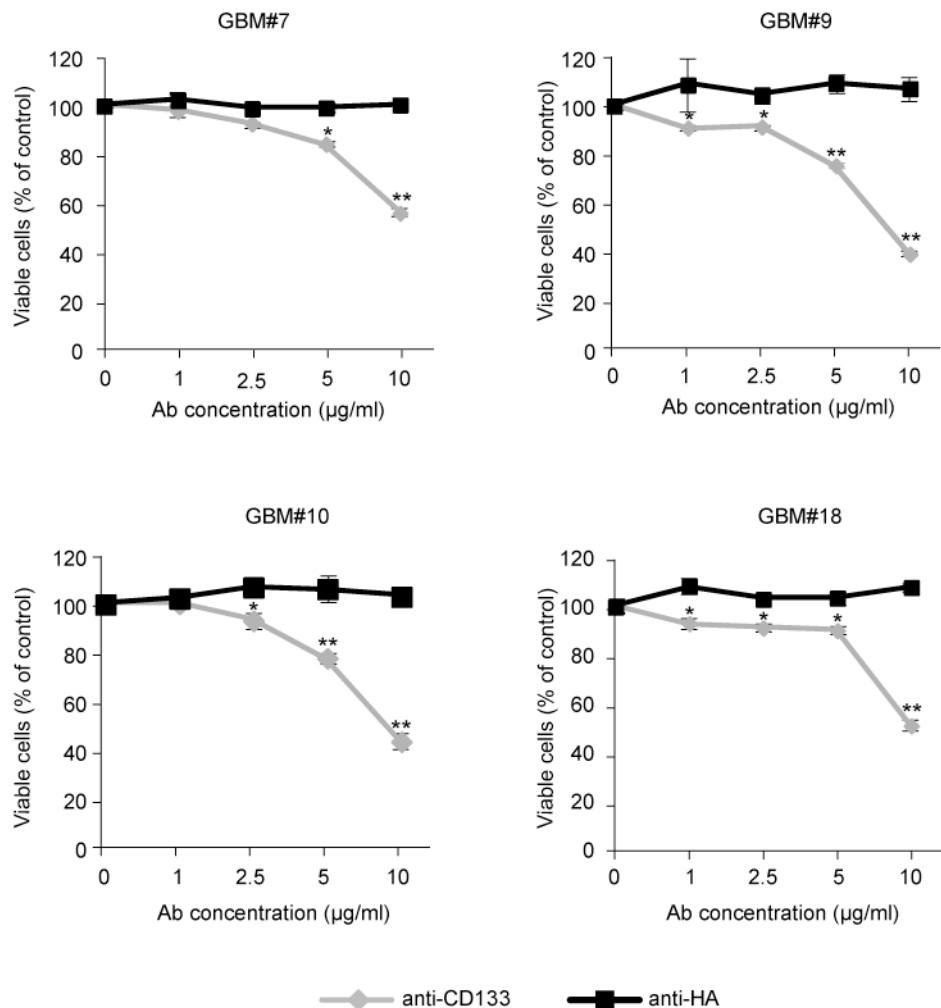 GBM#7
120
100
80
60
40
20
0
Viable cells (% of control)
*
**
0 1 2.5 5 10
Ab concentration (µg/ml)
GBM#9
120
100
80
60
40
20
0
Viable cells (% of control)
* * ** **
0 1 2.5 5 10
Ab concentration (µg/ml)
GBM#10
120
100
80
60
40
20
0
Viable cells (% of control)
*
**
**
0 1 2.5 5 10
Ab concentration (µg/ml)
GBM#18
120
100
80
60
40
20
0
Viable cells (% of control)
* * *
**
0 1 2.5 5 10
Ab concentration (µg/ml)
anti-CD133 anti-HA